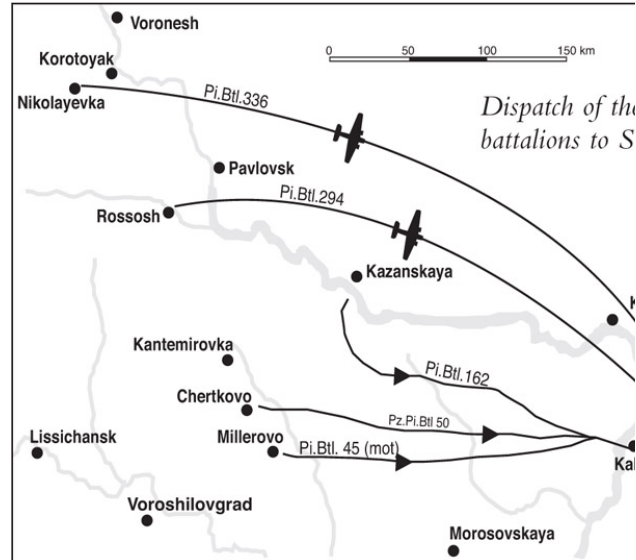 Voronesh
0 50 100 150 km
Korotoyak
Nikolayevka
Pi.Btl.336
Dispatch of the
battalions to S
Pavlovsk
Pi.Btl.294
Rossosh
Kazanskaya
K
Kantemirovka
Pi.Btl.162
Chertkovo
Pz.Pi.Btl 50
Lissichansk
Millerovo
Pi.Btl. 45 (mot)
Kal
Voroshilovgrad
Morosovskaya